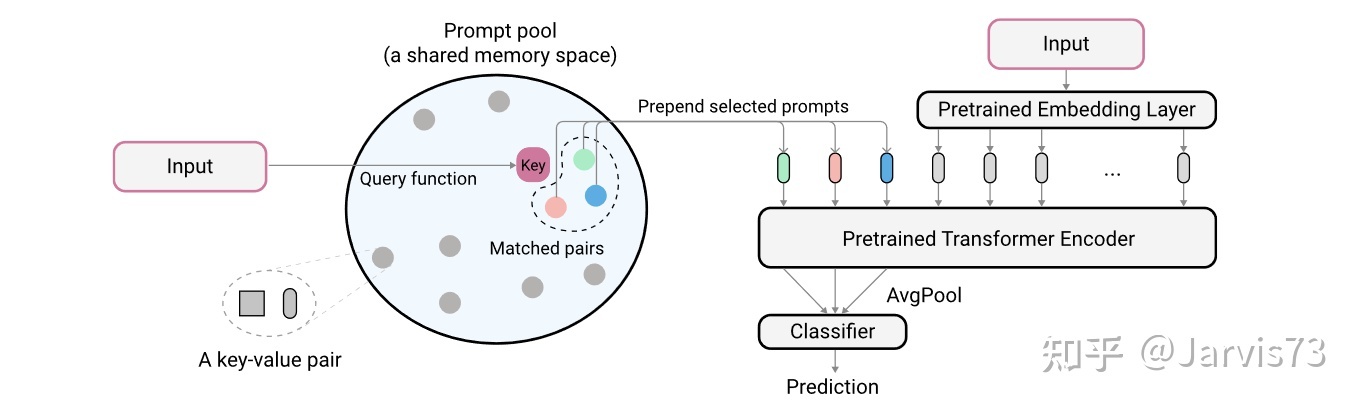 Prompt pool
(a shared memory space)
Input
Query function
Key
Matched pairs
A key-value pair
Prepend selected prompts
Input
Pretrained Embedding Layer
...
Pretrained Transformer Encoder
AvgPool
Classifier
Prediction
知乎 @Jarvis73